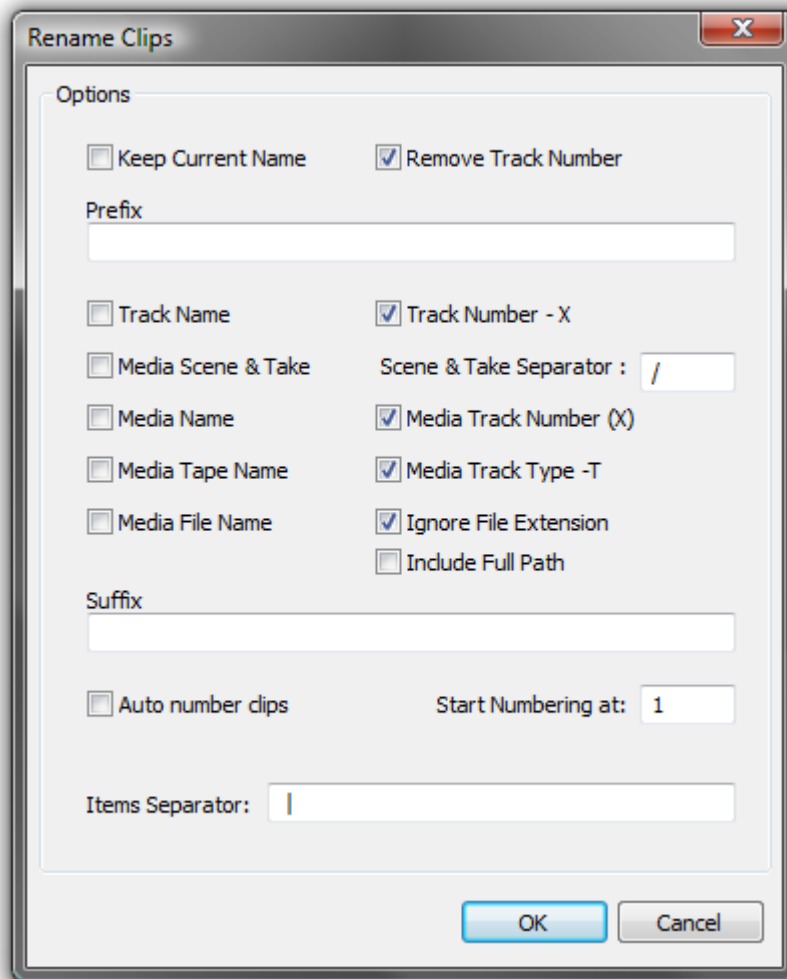 Rename Clips
Options
Keep Current Name Remove Track Number
Prefix
Track Name Track Number - X
Media Scene & Take Scene & Take Separator : /
Media Name Media Track Number (X)
Media Tape Name Media Track Type -T
Media File Name Ignore File Extension
Include Full Path
Suffix
Auto number clips Start Numbering at: 1
Items Separator:
OK Cancel